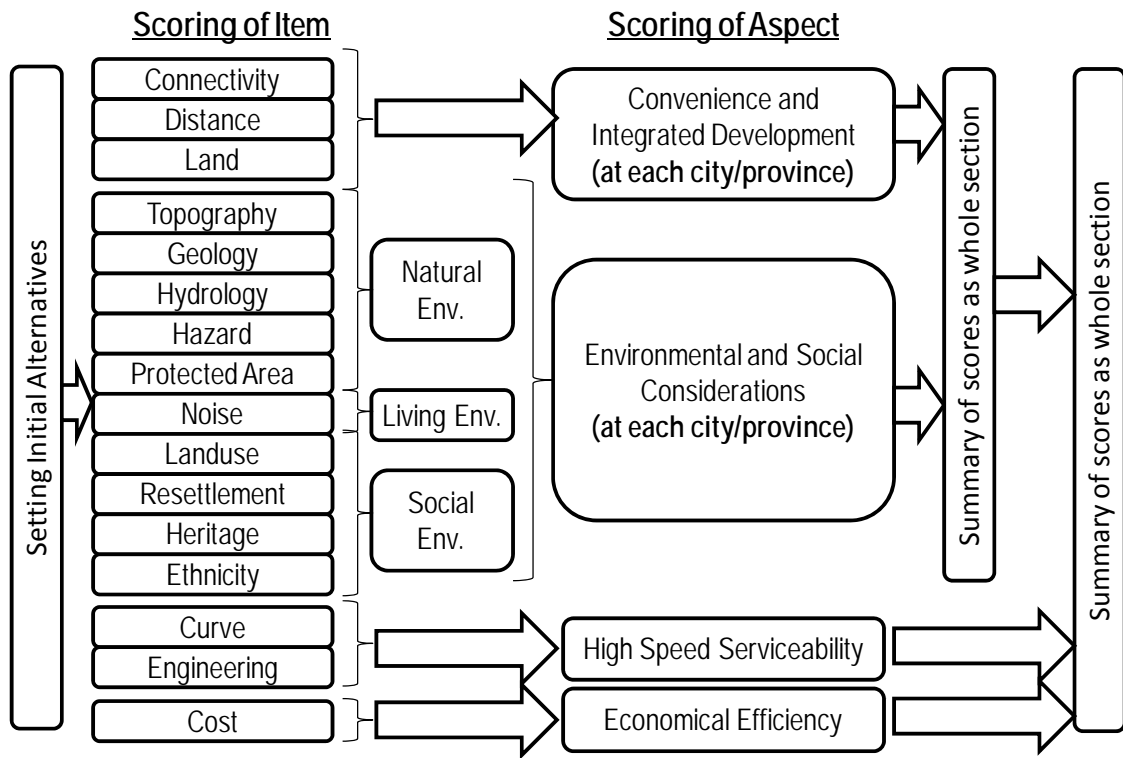 Scoring of Item
Scoring of Aspect
Setting Initial Alternatives
Connectivity
Distance
Land
Topography
Geology
Hydrology
Hazard
Protected Area
Noise
Landuse
Resettlement
Heritage
Ethnicity
Curve
Engineering
Cost
Natural
Env.
Living Env.
Social
Env.
Convenience and
Integrated Development
(at each city/province)
Environmental and Social
Considerations
(at each city/province)
High Speed Serviceability
Economical Efficiency
Summary of scores as whole section
Summary of scores as whole section